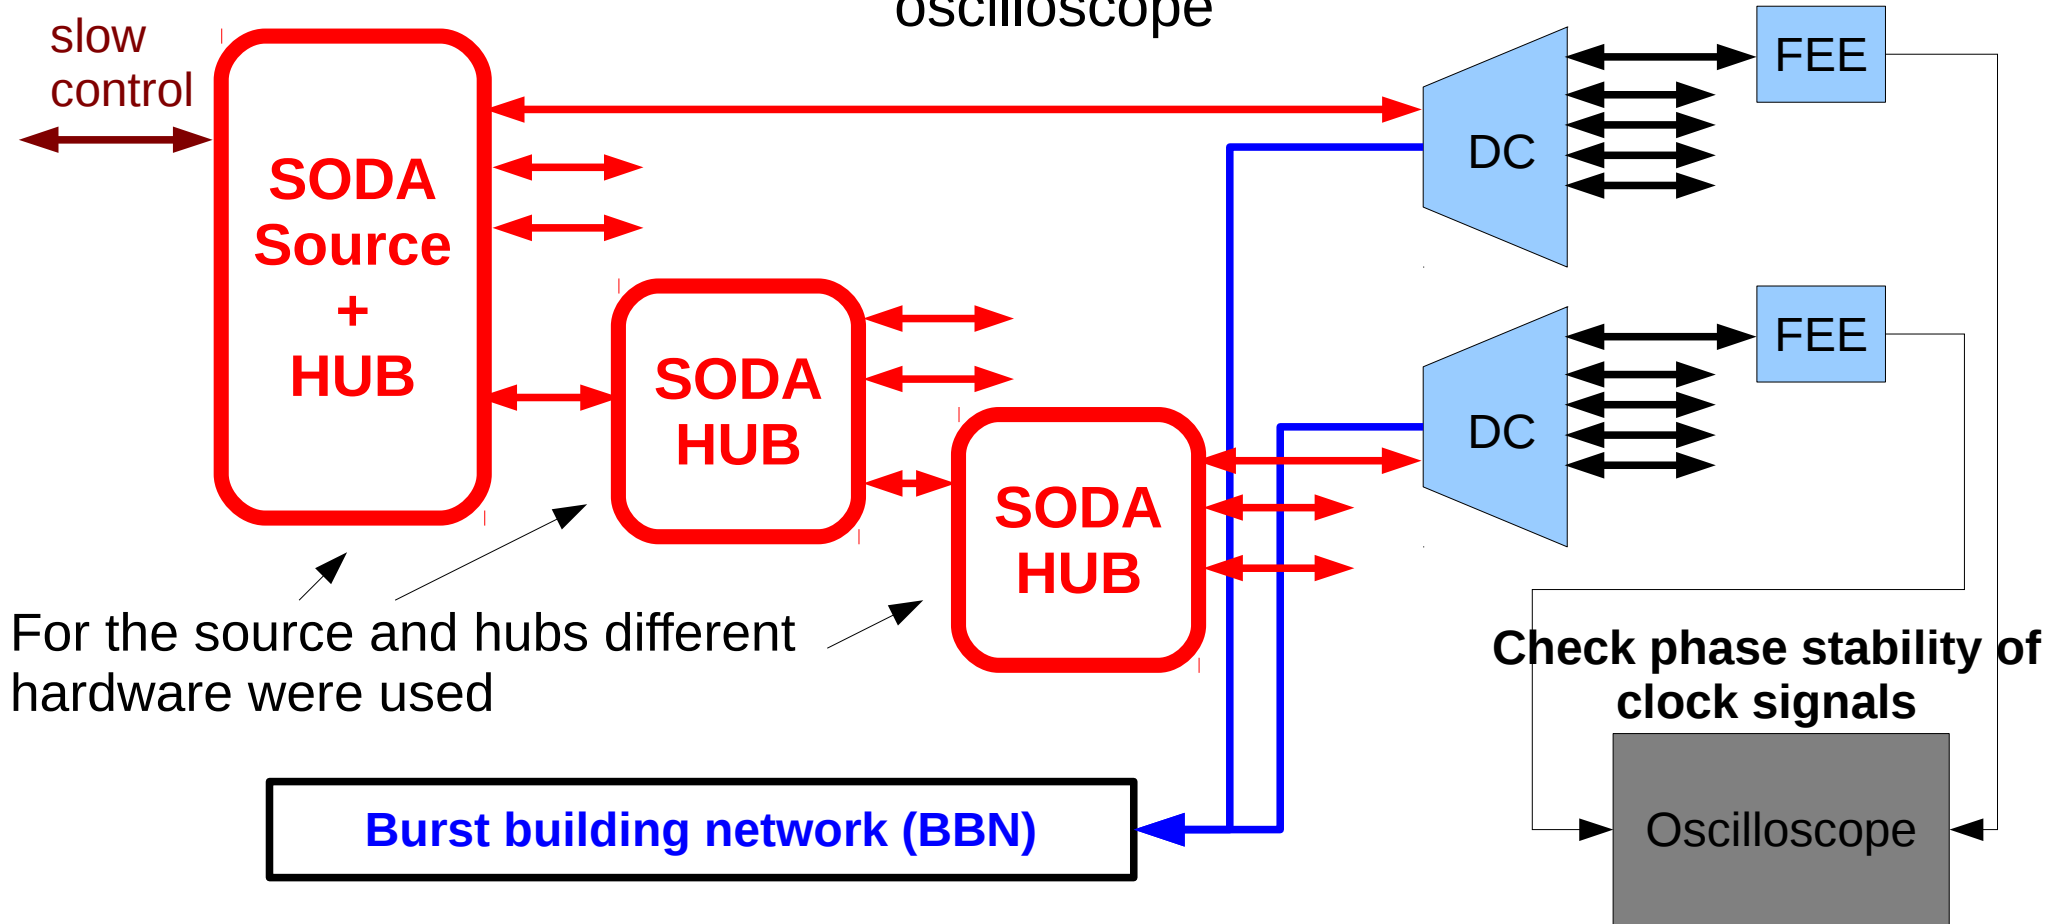 oscilloscope
slow
control
SODA
Source
+
HUB
SODA
HUB
SODA
HUB
DC
FEE
DC
FEE
For the source and hubs different
hardware were used
Check phase stability of
clock signals
Burst building network (BBN)
Oscilloscope